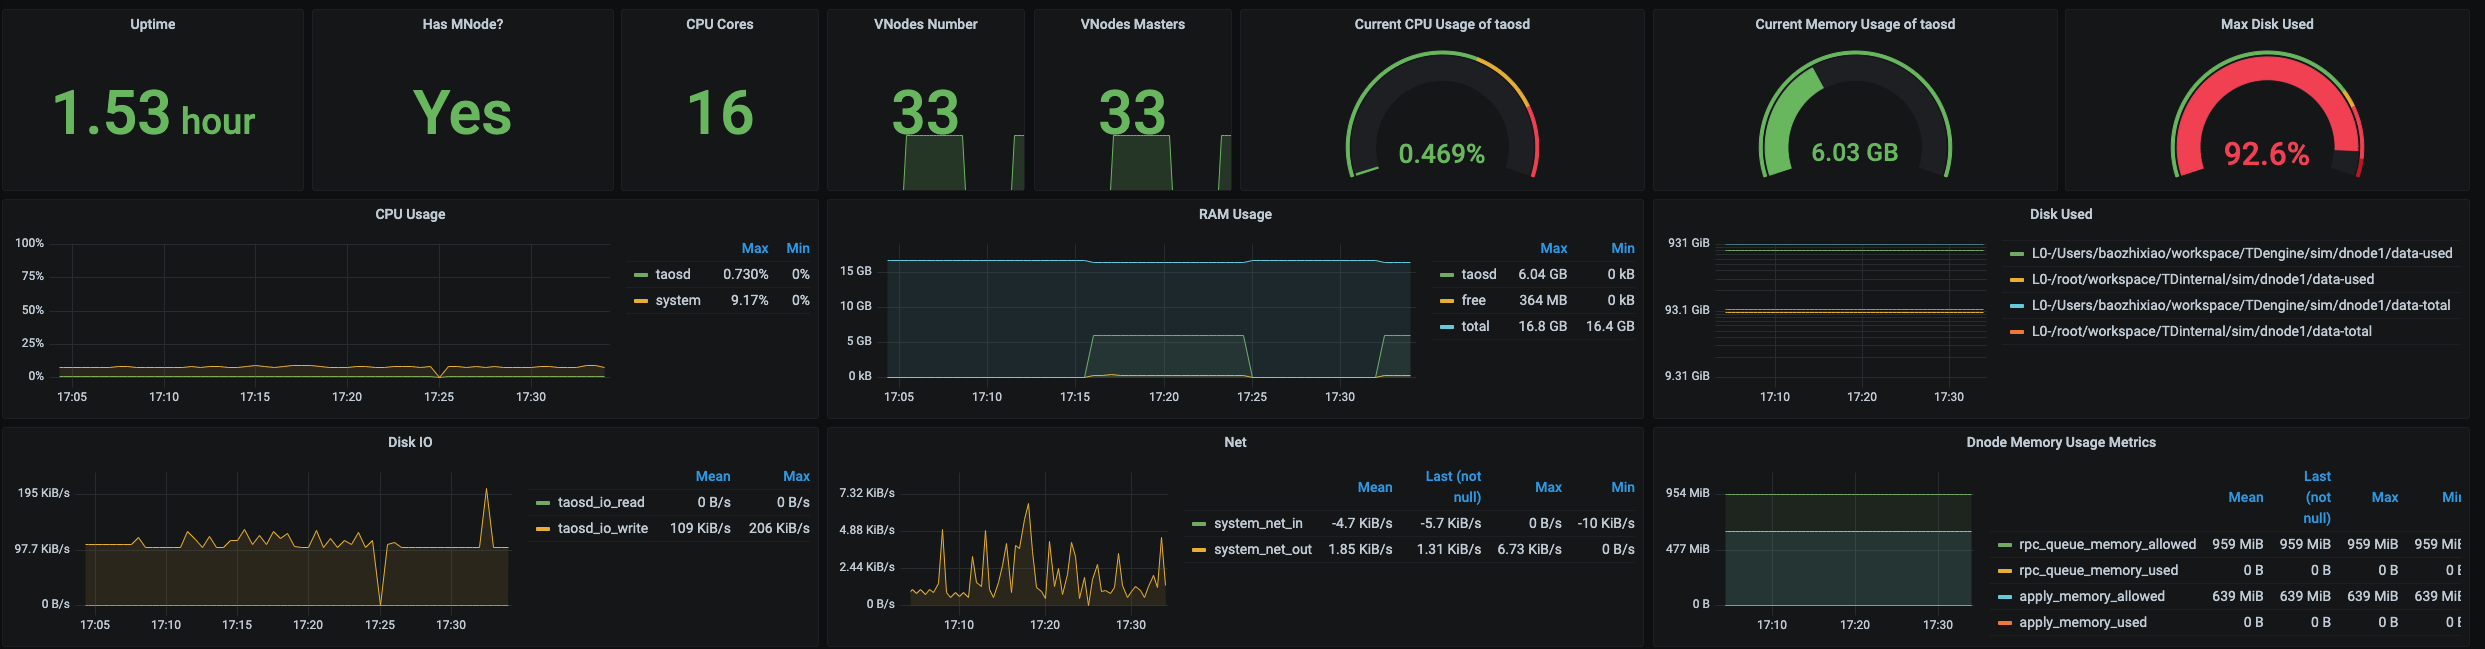 Uptime
1.53 hour
Has MNode?
Yes
CPU Cores
16
VNodes Number
33
VNodes Masters
33
Current CPU Usage of taosd
0.469%
Current Memory Usage of taosd
6.03 GB
Max Disk Used
92.6%
CPU Usage
100%
75%
50%
25%
0%
17:05 17:10 17:15 17:20 17:25 17:30
Max Min
taosd 0.730% 0%
system 9.17% 0%
RAM Usage
15 GB
10 GB
5 GB
0 kB
17:05 17:10 17:15 17:20 17:25 17:30
Max Min
taosd 6.04 GB 0 kB
free 364 MB 0 kB
total 16.8 GB 16.4 GB
Disk Used
931 GiB
93.1 GiB
9.31 GiB
17:10 17:20 17:30
L0-/Users/baozhixiao/workspace/TDengine/sim/dnode1/data-used
L0-/root/workspace/TDinternal/sim/dnode1/data-used
L0-/Users/baozhixiao/workspace/TDengine/sim/dnode1/data-total
L0-/root/workspace/TDinternal/sim/dnode1/data-total
Disk IO
195 KiB/s
97.7 KiB/s
0 B/s
17:05 17:10 17:15 17:20 17:25 17:30
Mean Max
taosd_io_read 0 B/s 0 B/s
taosd_io_write 109 KiB/s 206 KiB/s
Net
7.32 KiB/s
4.88 KiB/s
2.44 KiB/s
0 B/s
17:10 17:20 17:30
Mean Last (not null) Max Min
system_net_in -4.7 KiB/s -5.7 KiB/s 0 B/s -10 KiB/s
system_net_out 1.85 KiB/s 1.31 KiB/s 6.73 KiB/s 0 B/s
Dnode Memory Usage Metrics
954 MiB
477 MiB
0 B
17:10 17:20 17:30
Mean Last (not null) Max Min
rpc_queue_memory_allowed 959 MiB 959 MiB 959 MiB 959 MiB
rpc_queue_memory_used 0 B 0 B 0 B 0 B
apply_memory_allowed 639 MiB 639 MiB 639 MiB 639 MiB
apply_memory_used 0 B 0 B 0 B 0 B